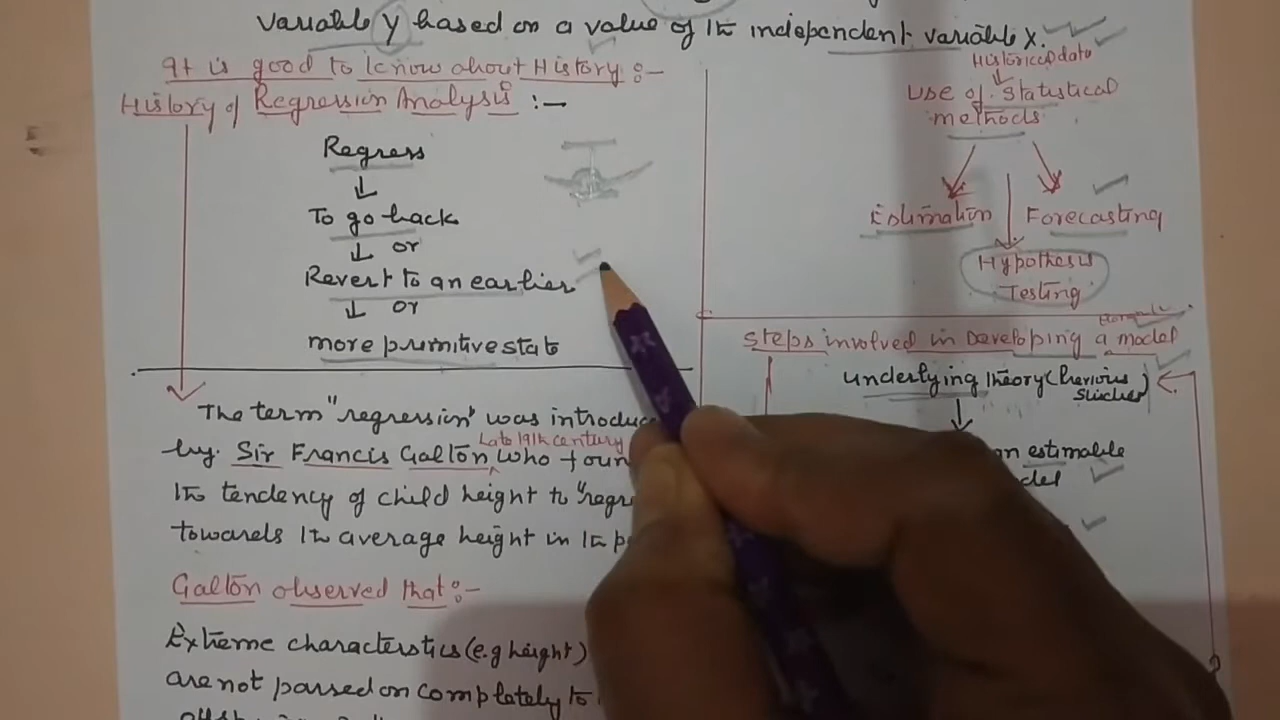 variable y based on a value of the independent variable x.
It is good to know about History :-
History of Regression Analysis :-
Regress
To go back
or
Revert to an earlier
or
more primitive state
The term "regression" was introduc
by Sir Francis Galton who foun
Late 19th century
the tendency of child height to "regr
towards the average height in the p
Galton observed that :-
Extreme characterstics (e.g height)
are not passed on completely to
Historical data
use of statistical
methods
Estimation
Forecasting
Hypothesis
Testing
Steps involved in Developing a model
underlying theory (Previous
Studies)
an estimable